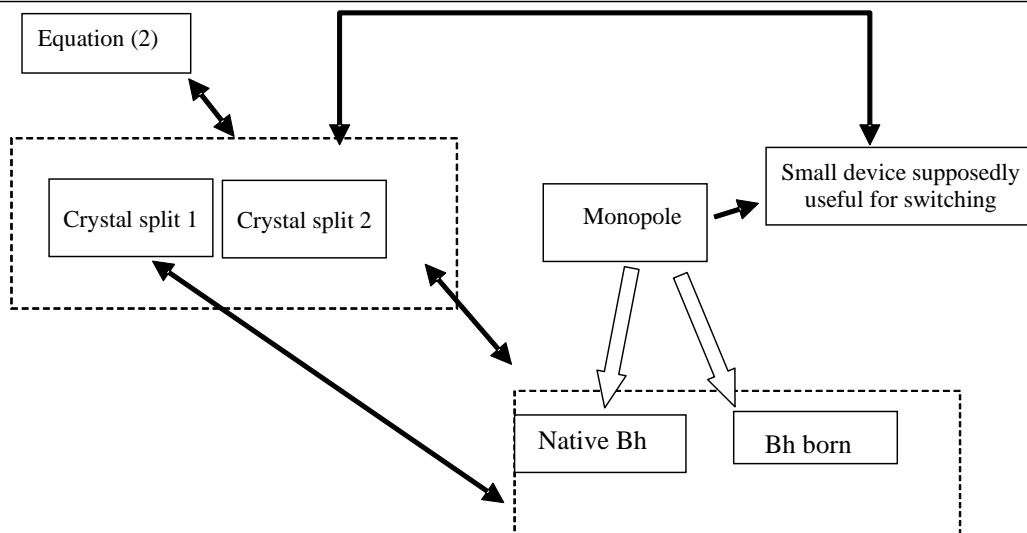 Equation (2)
Small device supposedly
useful for switching
Crystal split 1
Crystal split 2
Monopole
Native Bh
Bh born